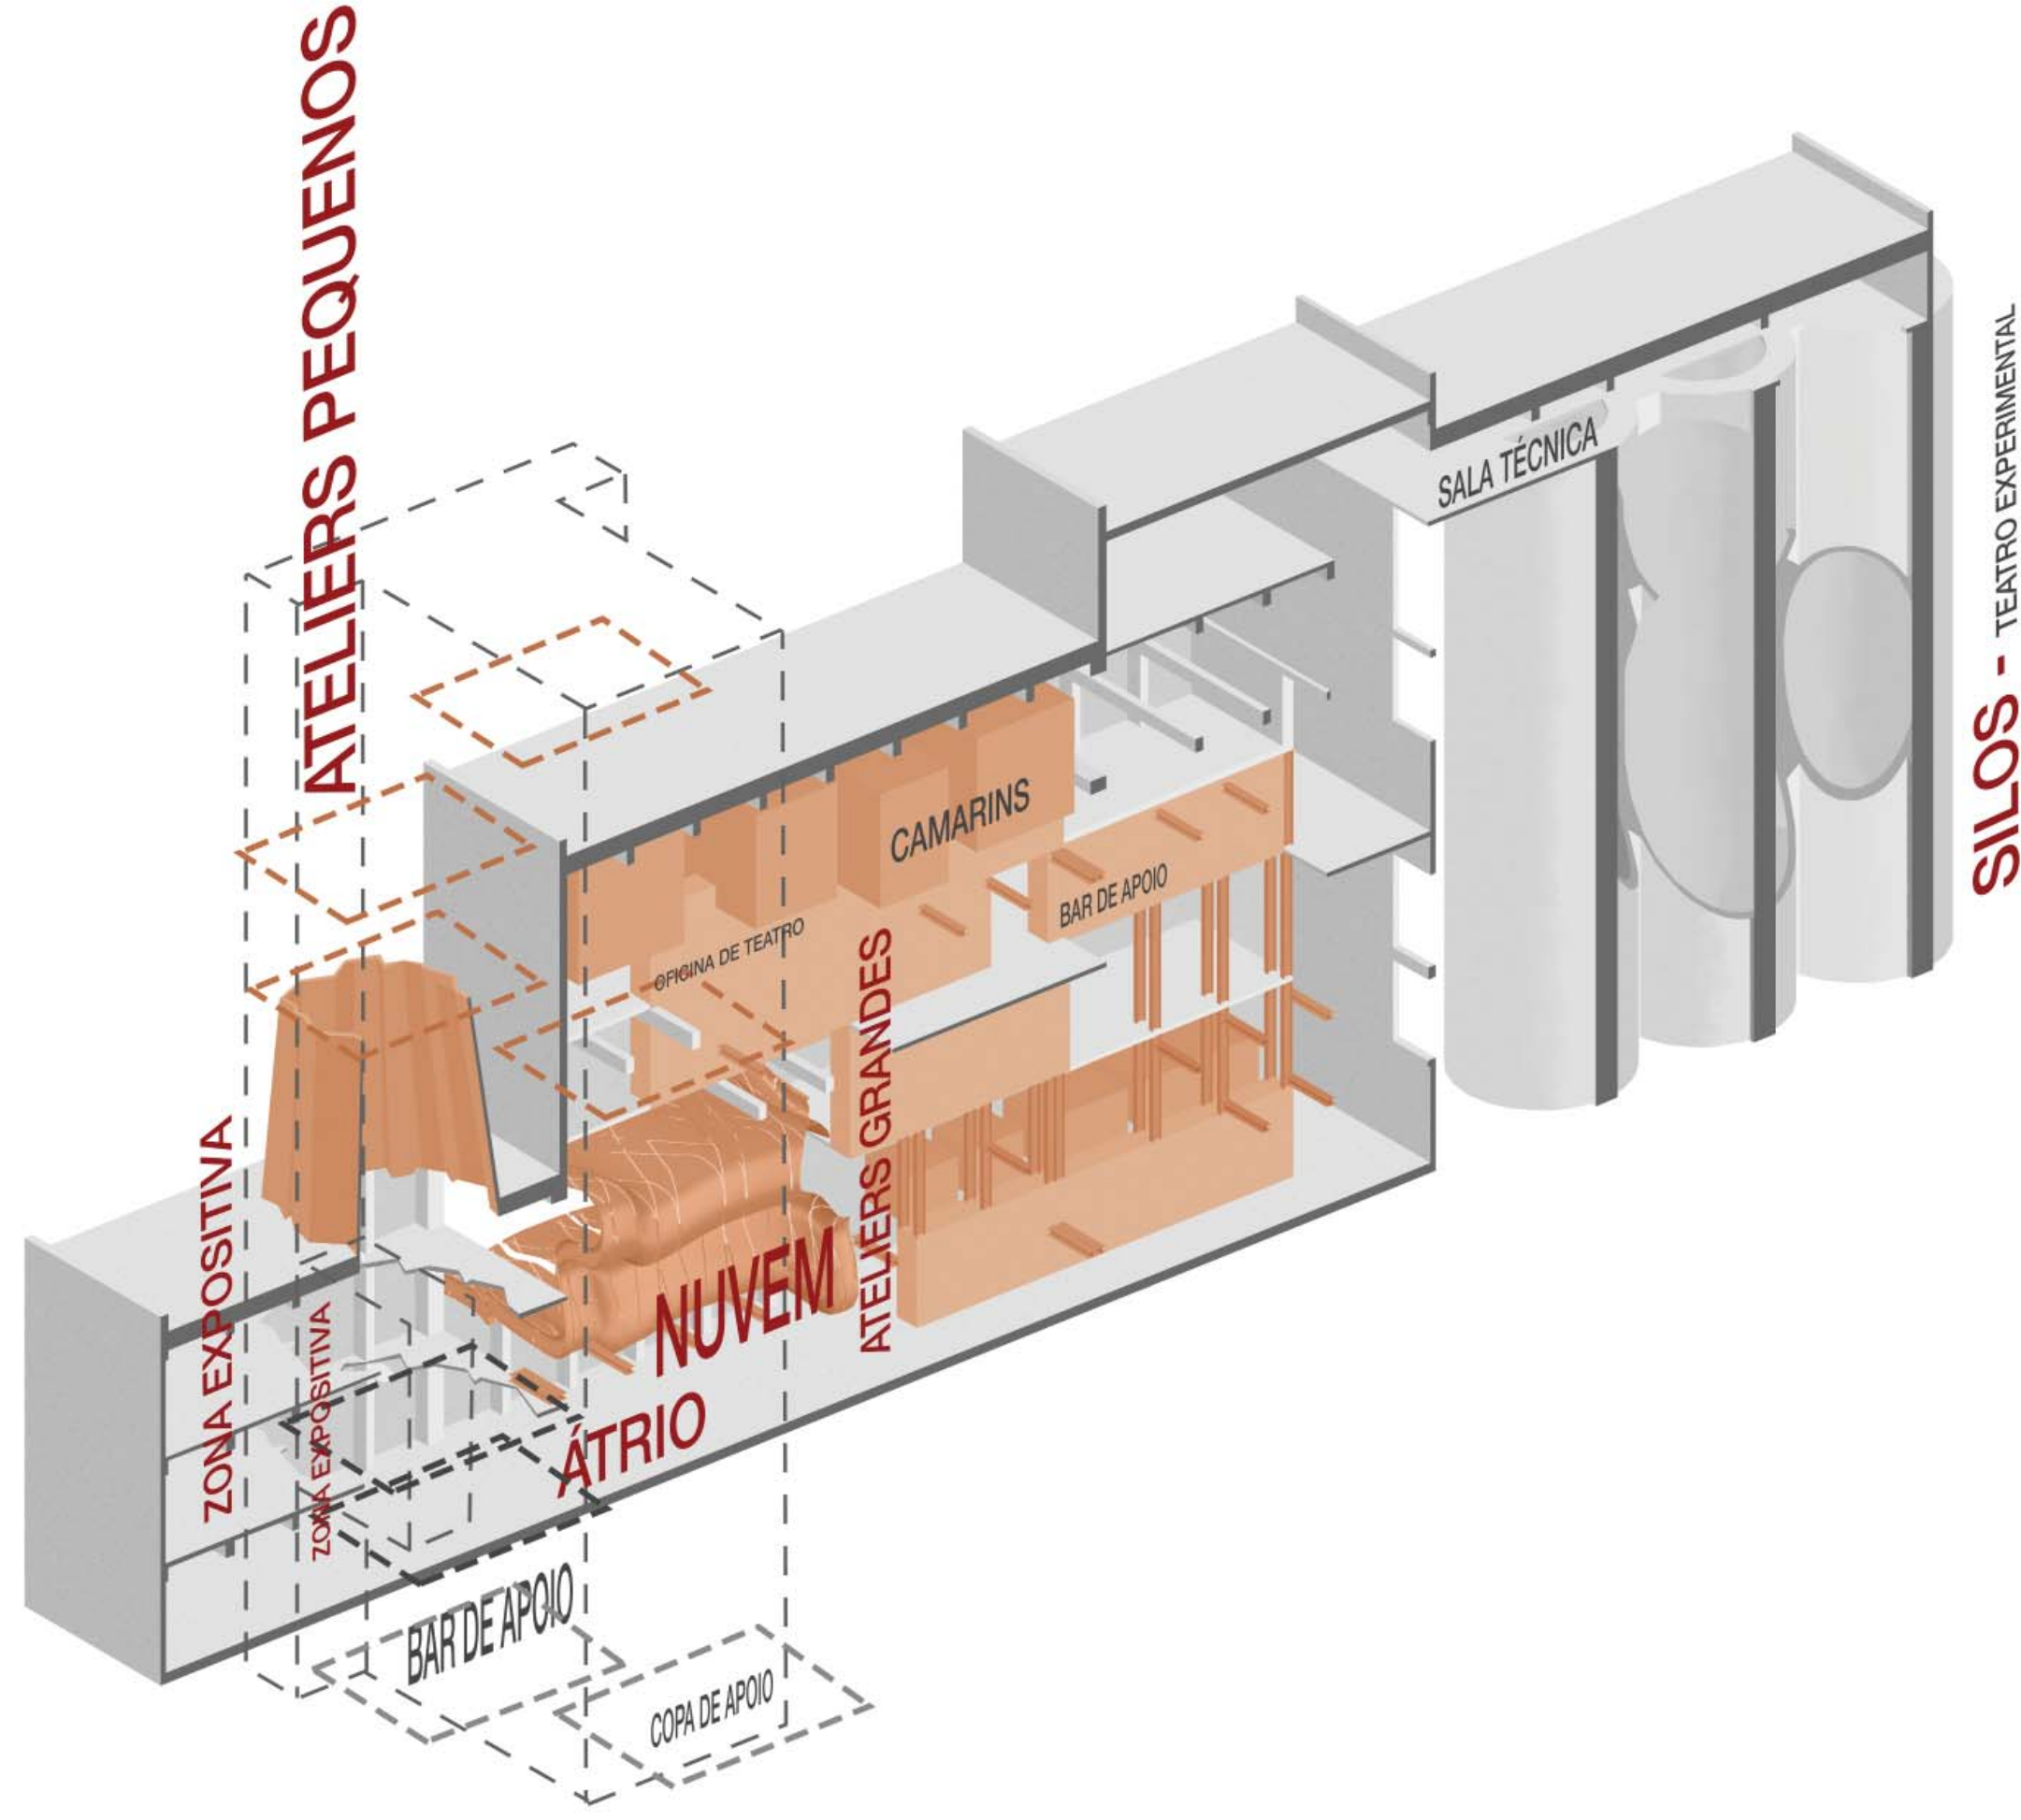 ATELIERS PEQUENOS
SALA TÉCNICA
SILOS - TEATRO EXPERIMENTAL
CAMARINS
BAR DE APOIO
OFICINA DE TEATRO
ATELIERS GRANDES
ZONA EXPOSITIVA
ZONA EXPOSITIVA
NUVEM
ÁTRIO
BAR DE APOIO
COPA DE APOIO